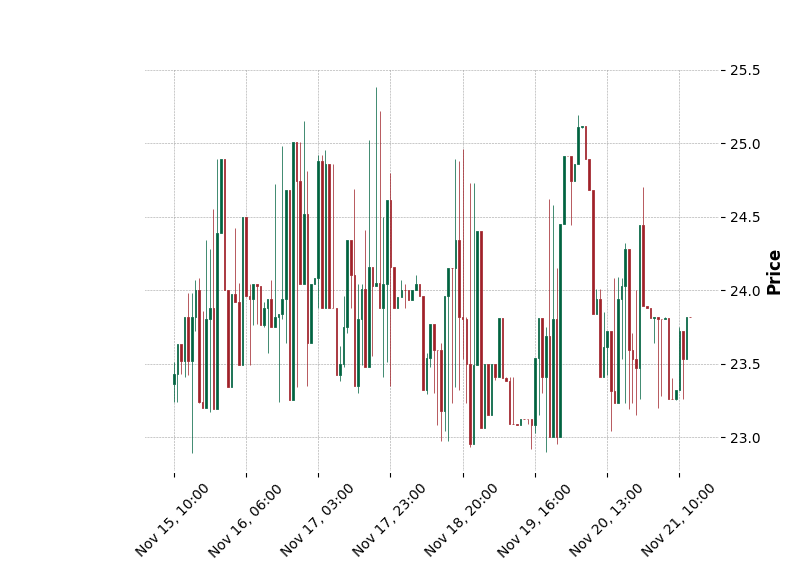 25.5
25.0
24.5
24.0
23.5
23.0
Price
Nov 15, 10:00
Nov 16, 06:00
Nov 17, 03:00
Nov 17, 23:00
Nov 18, 20:00
Nov 19, 16:00
Nov 20, 13:00
Nov 21, 10:00